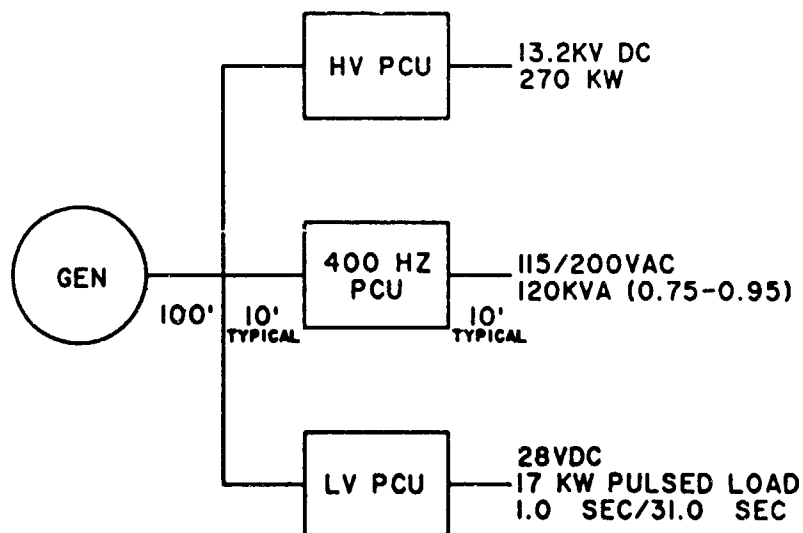 HV PCU
13.2KV DC
270 KW
GEN
100'
10'
TYPICAL
400 HZ
PCU
10'
TYPICAL
115/200VAC
120KVA (0.75-0.95)
LV PCU
28VDC
17 KW PULSED LOAD
1.0 SEC/31.0 SEC